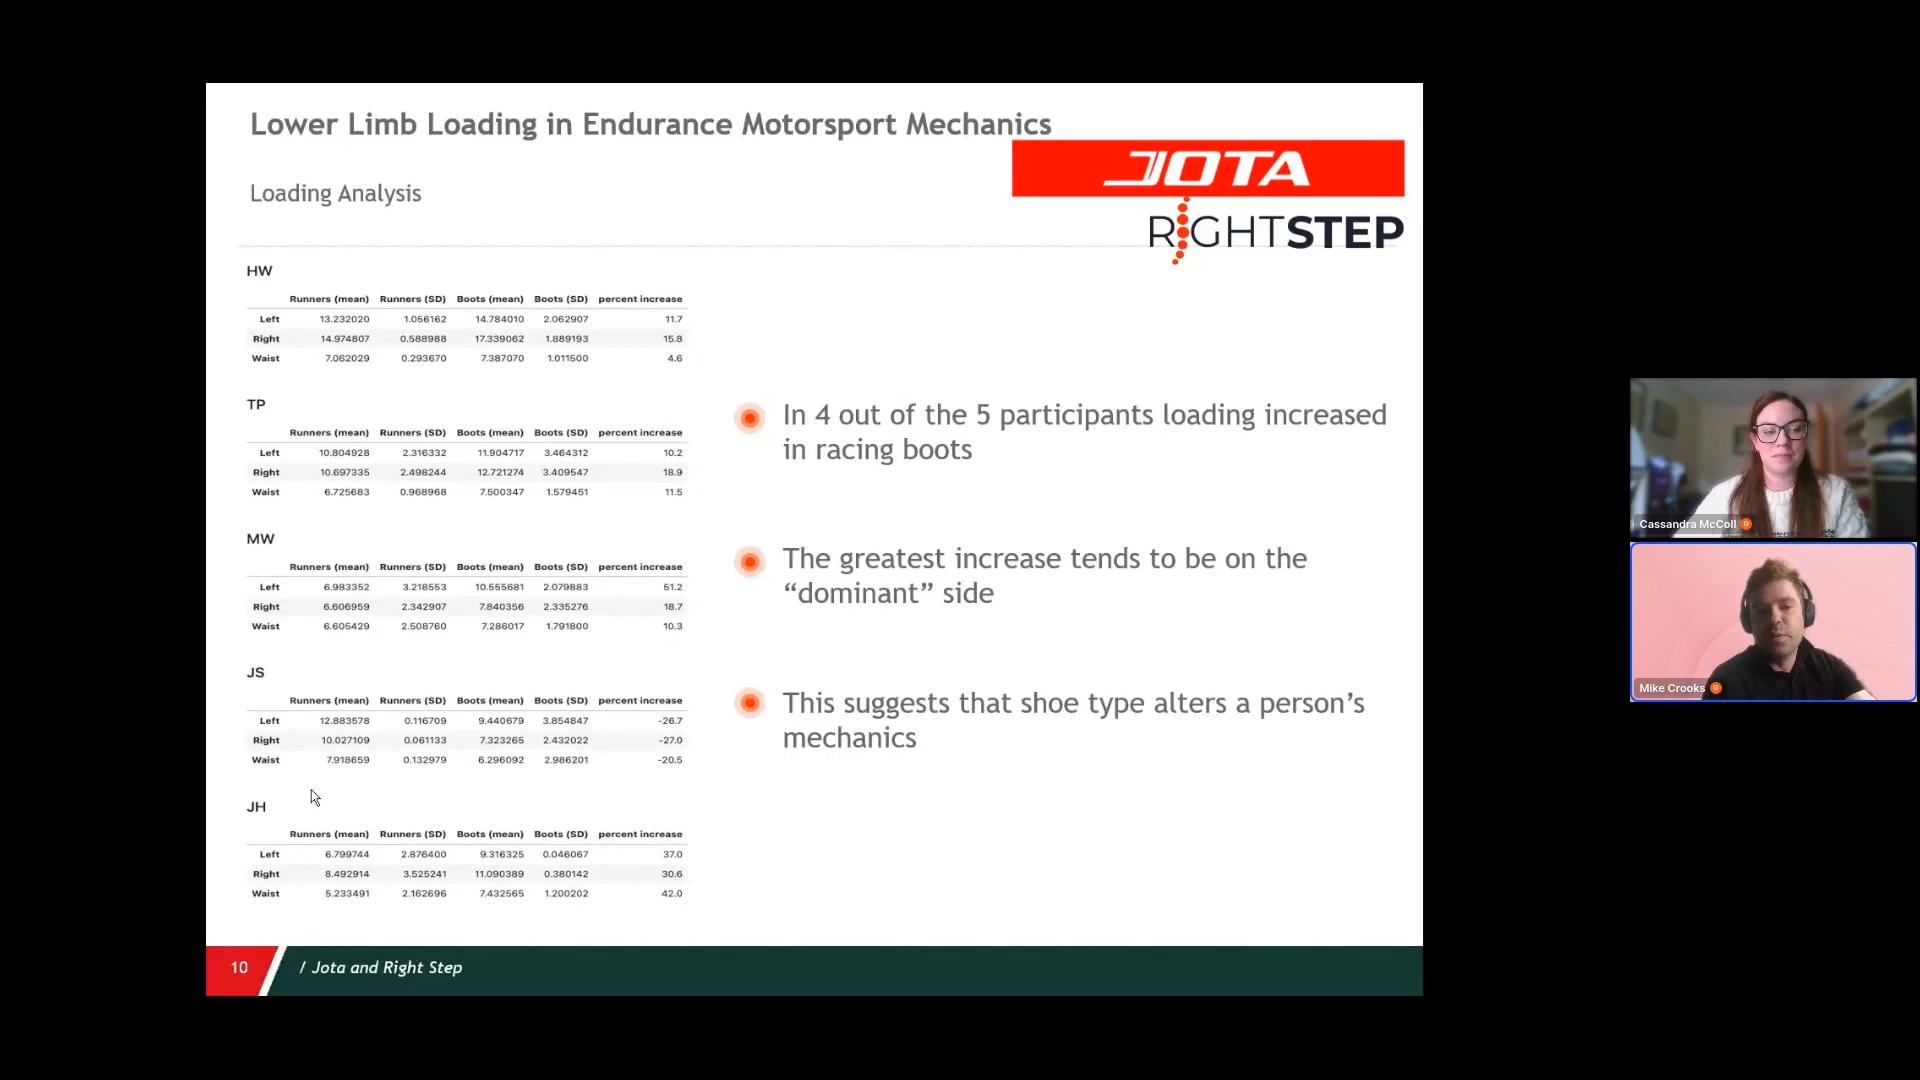 Lower Limb Loading in Endurance Motorsport Mechanics
JOTA
Loading Analysis
RIGHTSTEP
HW
Runners (mean) Runners (SD) Boots (mean) Boots (SD) percent increase
Left 13.232020 1.056162 14.784010 2.062907 11.7
Right 14.974807 0.588988 17.339062 1.889193 15.8
Waist 7.062029 0.293670 7.387070 1.011500 4.6
TP
Runners (mean) Runners (SD) Boots (mean) Boots (SD) percent increase
Left 10.804928 2.316332 11.904717 3.464312 10.2
Right 10.697335 2.498244 12.721274 3.409547 18.9
Waist 6.725683 0.968968 7.500347 1.579451 11.5
MW
Runners (mean) Runners (SD) Boots (mean) Boots (SD) percent increase
Left 6.983352 3.218553 10.555681 2.079883 51.2
Right 6.606959 2.342907 7.840356 2.335276 18.7
Waist 6.605429 2.508760 7.286017 1.791800 10.3
JS
Runners (mean) Runners (SD) Boots (mean) Boots (SD) percent increase
Left 12.883578 0.116709 9.440679 3.854847 -26.7
Right 10.027109 0.061133 7.323265 2.432022 -27.0
Waist 7.918659 0.132979 6.296092 2.986201 -20.5
JH
Runners (mean) Runners (SD) Boots (mean) Boots (SD) percent increase
Left 6.799744 2.876400 9.316325 0.046067 37.0
Right 8.492914 3.525241 11.090389 0.380142 30.6
Waist 5.233491 2.162696 7.432565 1.200202 42.0
In 4 out of the 5 participants loading increased
in racing boots
The greatest increase tends to be on the
“dominant” side
This suggests that shoe type alters a person’s
mechanics
10 / Jota and Right Step
Cassandra McColl
Mike Crooks